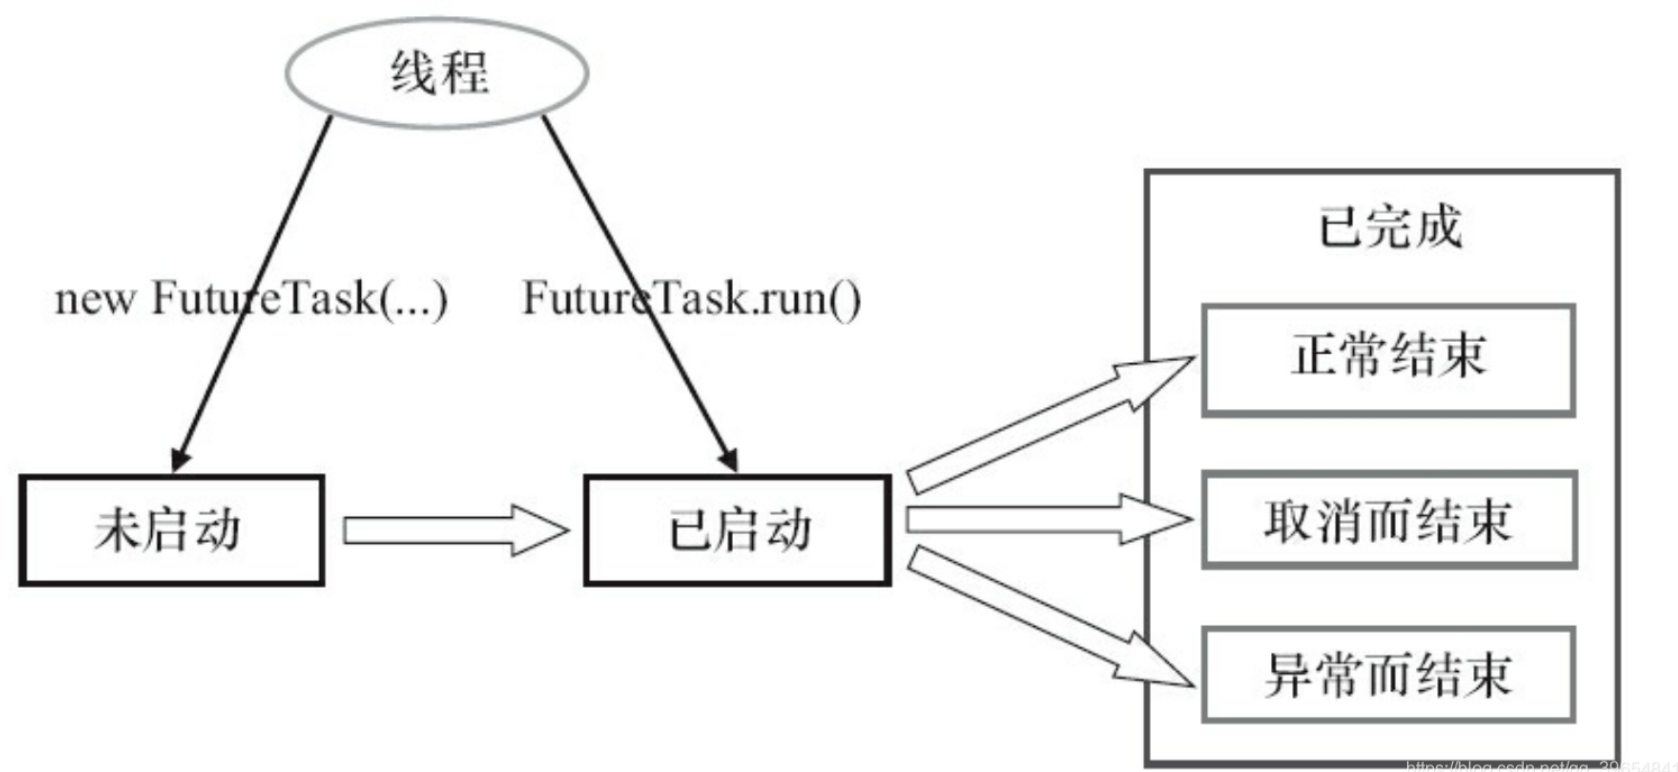 线程
new FutureTask(...)
FutureTask.run()
未启动
已启动
已完成
正常结束
取消而结束
异常而结束